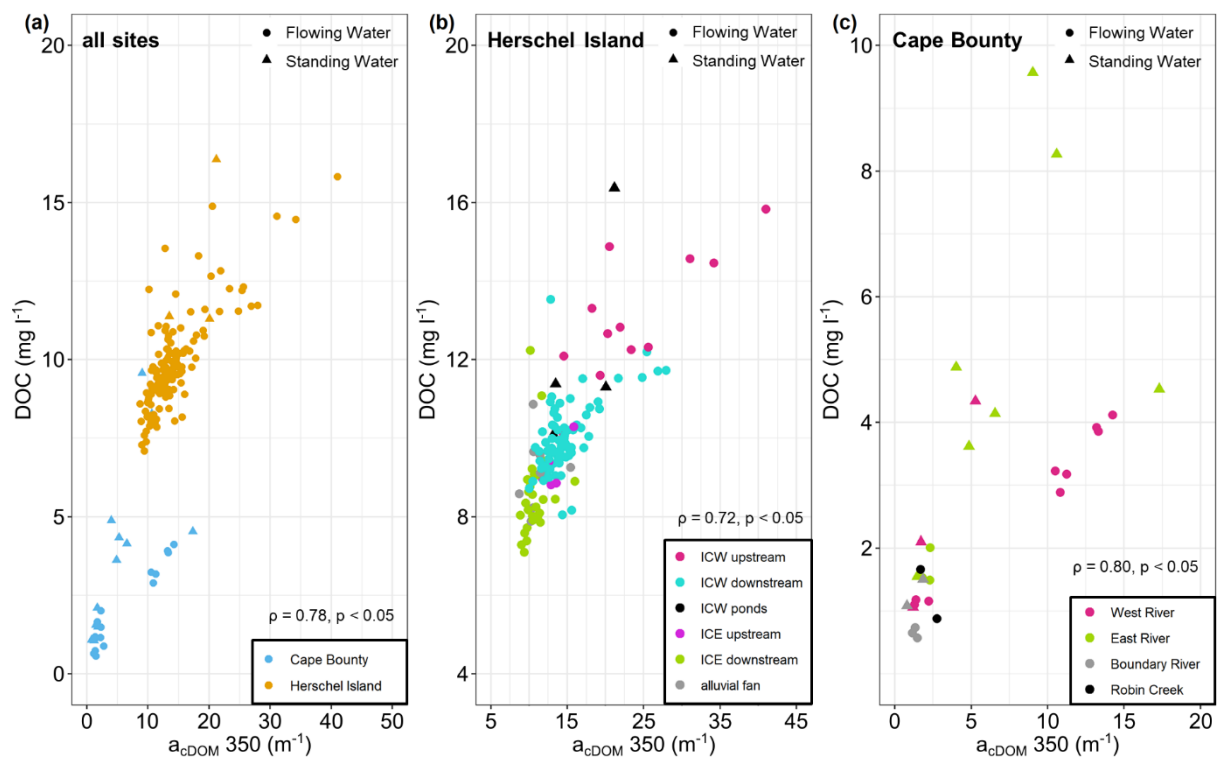 (a)
all sites
Flowing Water
Standing Water
20
15
10
5
0
DOC (mg l⁻¹)
ρ = 0.78, p < 0.05
Cape Bounty
Herschel Island
0 10 20 30 40 50
a_cDOM 350 (m⁻¹)
(b)
Herschel Island
Flowing Water
Standing Water
20
16
12
8
4
DOC (mg l⁻¹)
ρ = 0.72, p < 0.05
ICW upstream
ICW downstream
ICW ponds
ICE upstream
ICE downstream
alluvial fan
5 15 25 35 45
a_cDOM 350 (m⁻¹)
(c)
Cape Bounty
Flowing Water
Standing Water
10
8
6
4
2
DOC (mg l⁻¹)
ρ = 0.80, p < 0.05
West River
East River
Boundary River
Robin Creek
0 5 10 15 20
a_cDOM 350 (m⁻¹)